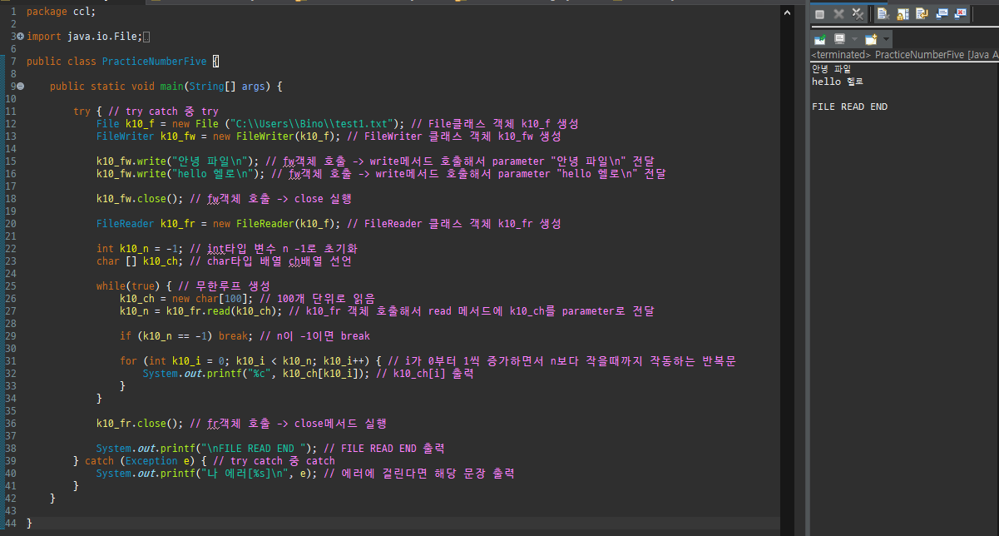 1 package ccl;
2
3 import java.io.File;
6
7 public class PracticeNumberFive {
8
9     public static void main(String[] args) {
10
11         try { // try catch 중 try
12             File k10_f = new File ("C:\\Users\\Bino\\test1.txt"); // File클래스 객체 k10_f 생성
13             FileWriter k10_fw = new FileWriter(k10_f); // FileWriter 클래스 객체 k10_fw 생성
14
15             k10_fw.write("안녕 파일\n"); // fw객체 호출 -> write메서드 호출해서 parameter "안녕 파일\n" 전달
16             k10_fw.write("hello 헬로\n"); // fw객체 호출 -> write메서드 호출해서 parameter "hello 헬로\n" 전달
17
18             k10_fw.close(); // fw객체 호출 -> close 실행
19
20             FileReader k10_fr = new FileReader(k10_f); // FileReader 클래스 객체 k10_fr 생성
21
22             int k10_n = -1; // int타입 변수 n -1로 초기화
23             char [] k10_ch; // char타입 배열 ch배열 선언
24
25             while(true) { // 무한루프 생성
26                 k10_ch = new char[100]; // 100개 단위로 읽음
27                 k10_n = k10_fr.read(k10_ch); // k10_fr 객체 호출해서 read 메서드에 k10_ch를 parameter로 전달
28
29                 if (k10_n == -1) break; // n이 -1이면 break
30
31                 for (int k10_i = 0; k10_i < k10_n; k10_i++) { // i가 0부터 1씩 증가하면서 n보다 작을때까지 작동하는 반복문
32                     System.out.printf("%c", k10_ch[k10_i]); // k10_ch[i] 출력
33                 }
34             }
35
36             k10_fr.close(); // fr객체 호출 -> close메서드 실행
37
38             System.out.printf("\nFILE READ END "); // FILE READ END 출력
39         } catch (Exception e) { // try catch 중 catch
40             System.out.printf("나 에러[%s]\n", e); // 에러에 걸린다면 해당 문장 출력
41         }
42     }
43
44 }
<terminated> PracticeNumberFive [Java A
안녕 파일
hello 헬로
FILE READ END